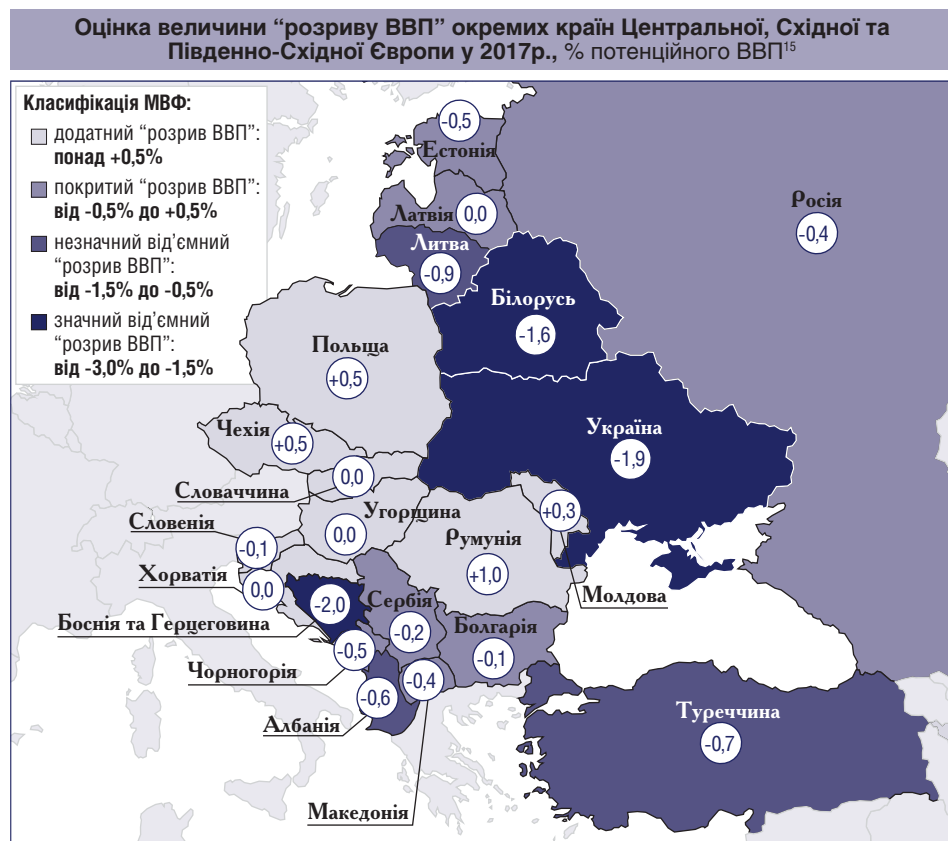 Оцінка величини “розриву ВВП” окремих країн Центральної, Східної та
Південно-Східної Європи у 2017р., % потенційного ВВП15
Класифікація МВФ:
додатний “розрив ВВП”:
понад +0,5%
покритий “розрив ВВП”:
від -0,5% до +0,5%
незначний від’ємний
“розрив ВВП”:
від -1,5% до -0,5%
значний від’ємний
“розрив ВВП”:
від -3,0% до -1,5%
-0,5
Естонія
Латвія
0,0
Литва
-0,9
Росія
-0,4
Білорусь
-1,6
Польща
+0,5
Україна
-1,9
Чехія
+0,5
Словаччина
0,0
Угорщина
0,0
Словенія
-0,1
Хорватія
0,0
Румунія
+1,0
+0,3
Молдова
Боснія та Герцеговина
-2,0
Сербія
-0,2
Болгарія
-0,1
Чорногорія
-0,5
Албанія
-0,6
-0,4
Македонія
Туреччина
-0,7